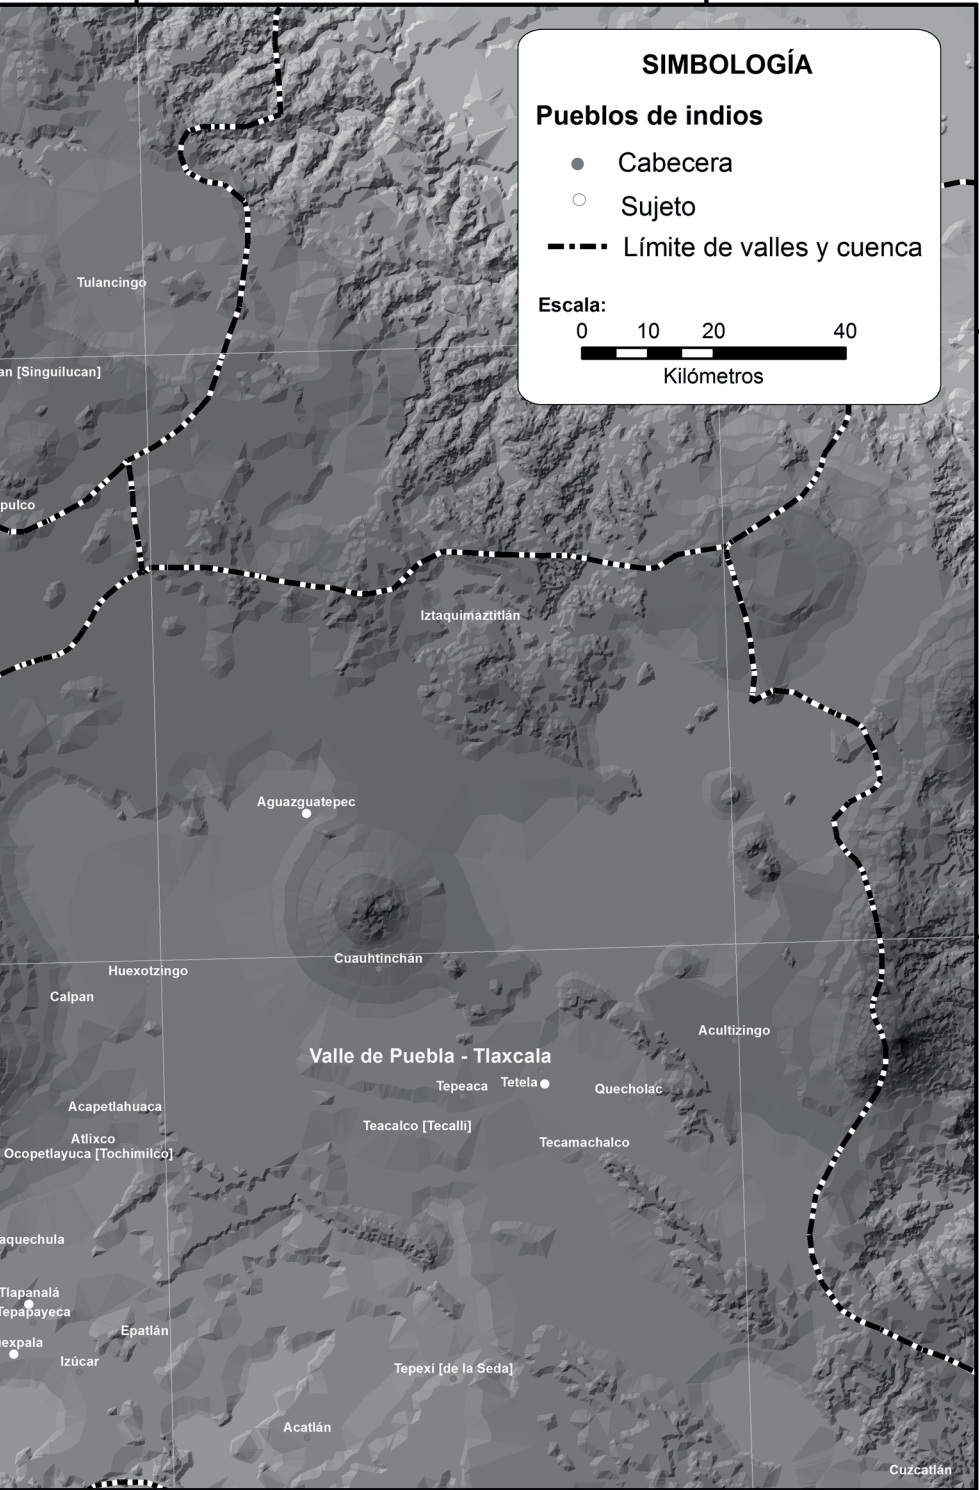 SIMBOLOGÍA
Pueblos de indios
Cabecera
Sujeto
Límite de valles y cuenca
Escala:
0 10 20 40
Kilómetros
Tulancingo
an [Singuilucan]
pulco
Iztaquimaztitlán
Aguazguatepec
Cuauhtinchán
Huexotzingo
Calpan
Acultizingo
Valle de Puebla - Tlaxcala
Tepeaca Tetela
Quecholac
Acapetlahuaca
Teacalco [Tecalli]
Atlixco
Tecamachalco
Ocopetlayuca [Tochimilco]
aquechula
Tlapanalá
Tepapayeca
Epatlán
expala
Izúcar
Tepexi [de la Seda]
Acatlán
Cuzcatlán